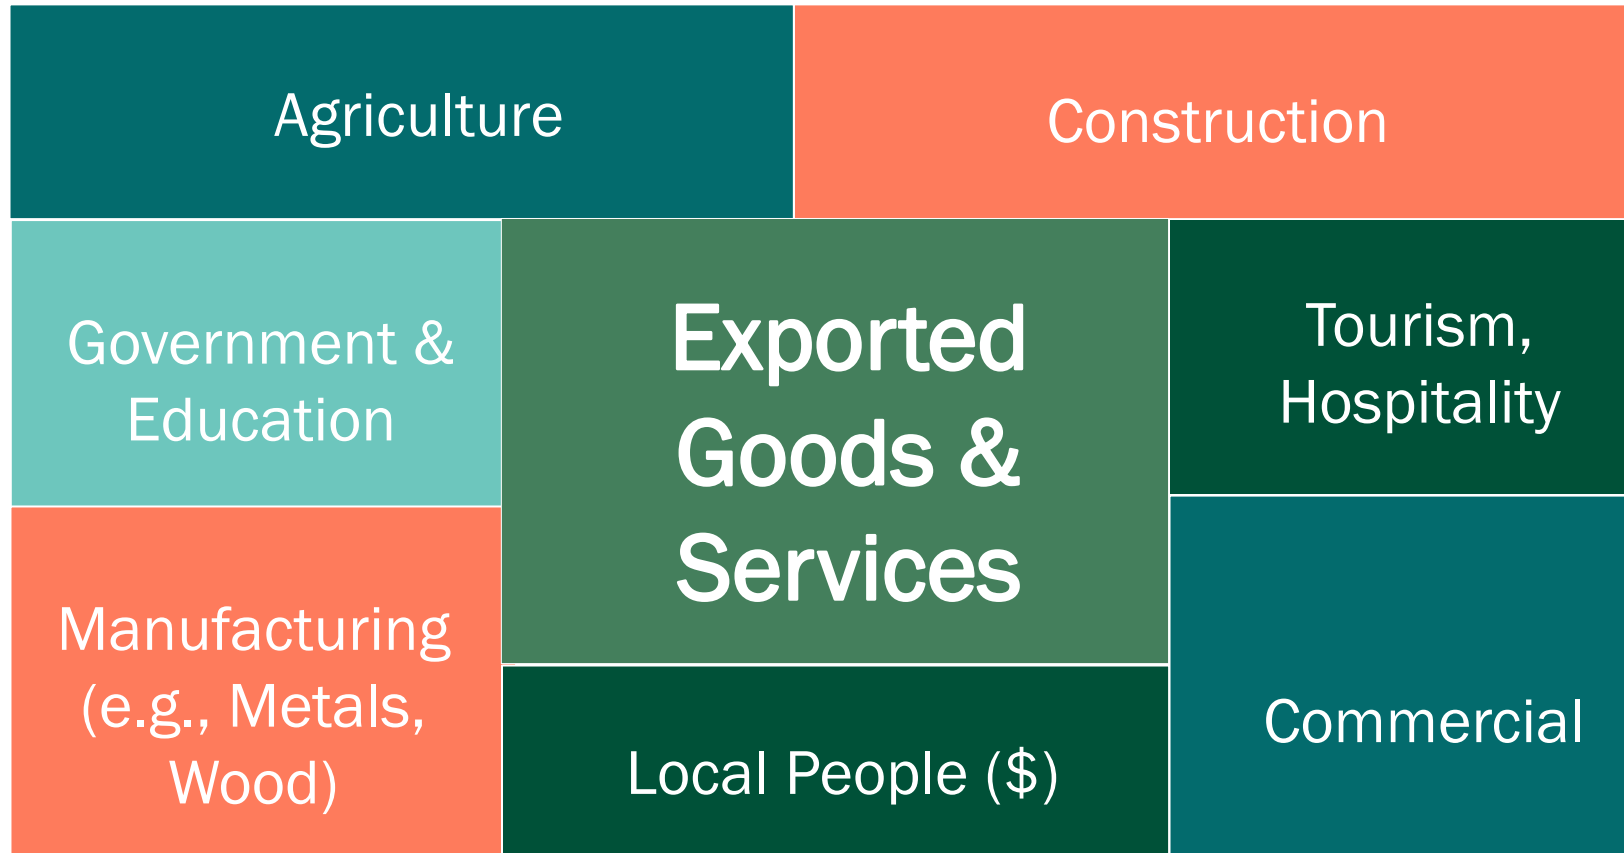 Agriculture
Construction
Government &
Education
Exported
Goods &
Services
Tourism,
Hospitality
Manufacturing
(e.g., Metals,
Wood)
Local People ($)
Commercial